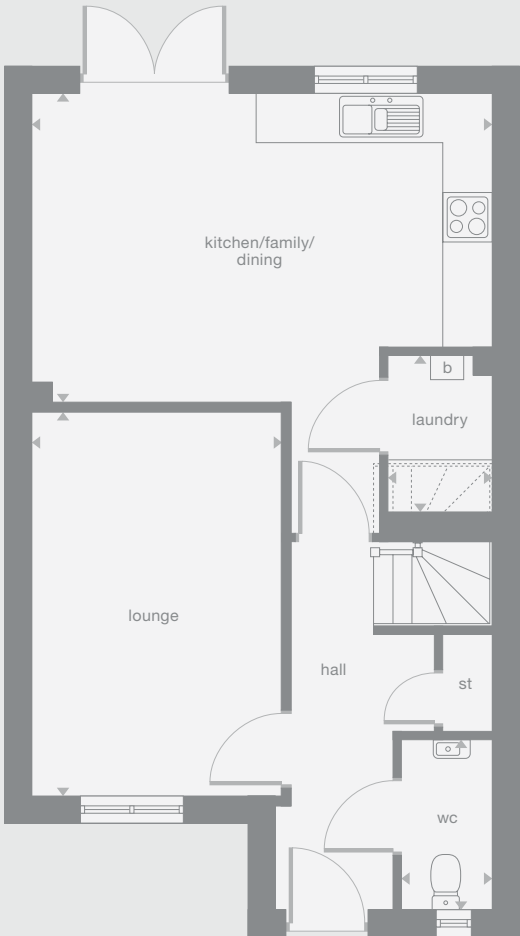 kitchen/family/
dining
b
laundry
lounge
hall
st
wc